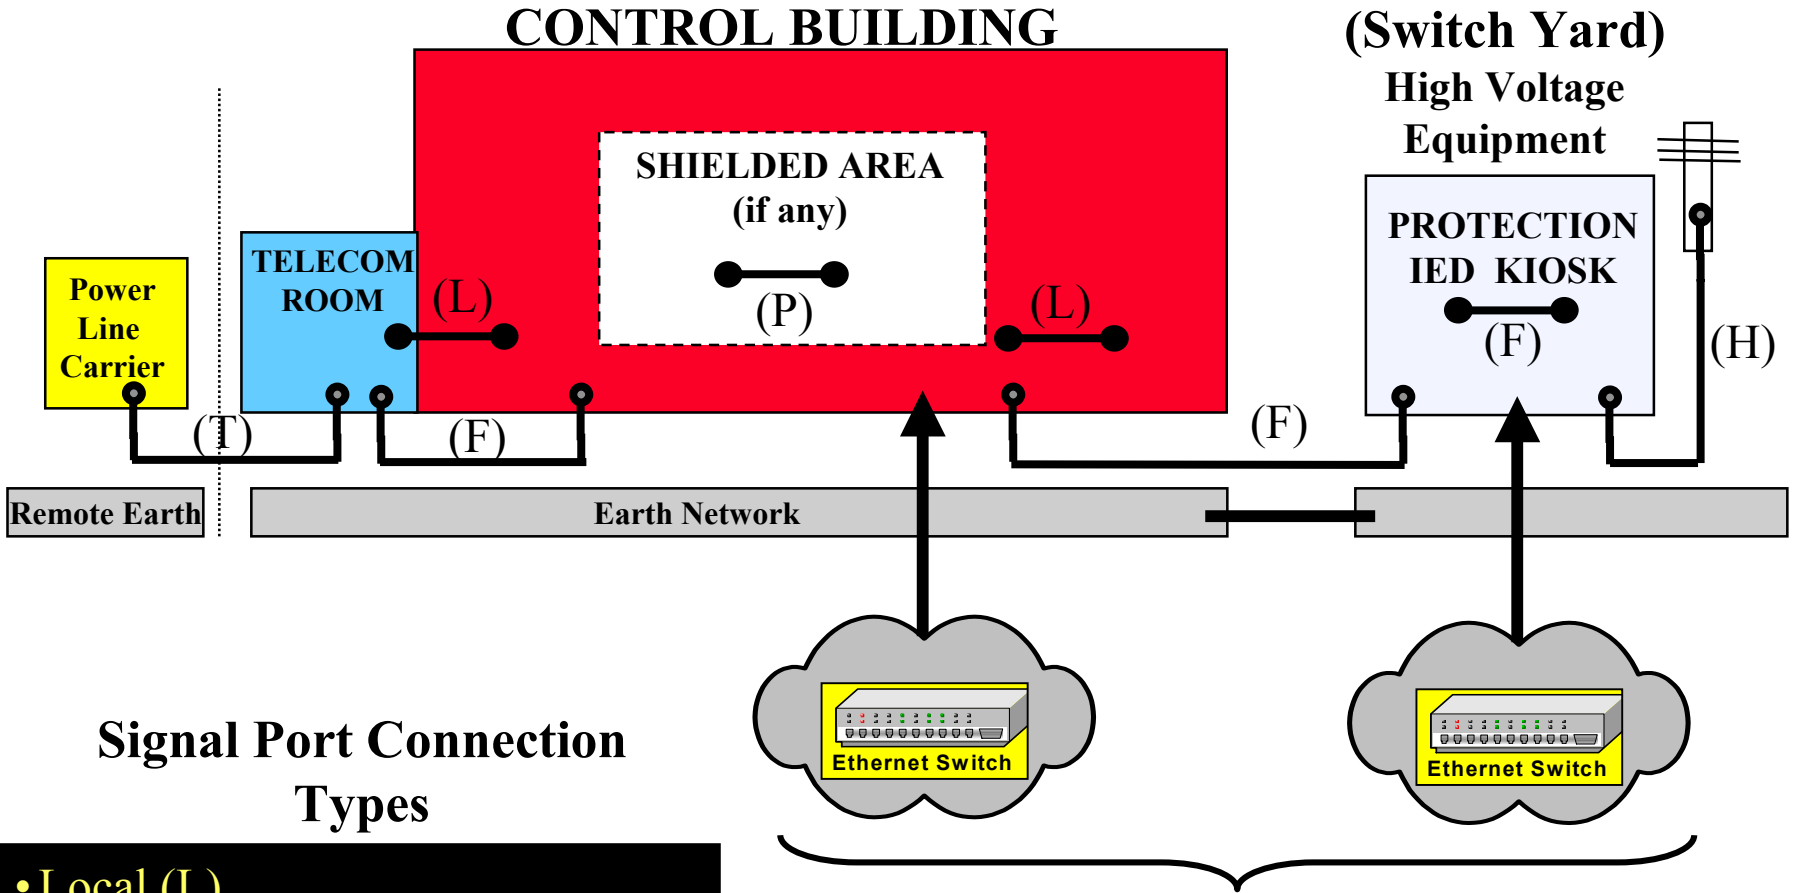 CONTROL BUILDING
(Switch Yard)
High Voltage
Equipment
SHIELDED AREA
(if any)
(P)
PROTECTION
IED KIOSK
(F)
(H)
TELECOM
ROOM
(L)
(L)
Power
Line
Carrier
(T)
(F)
(F)
Remote Earth
Earth Network
Ethernet Switch
Ethernet Switch
Signal Port Connection
Types
• Local (L)